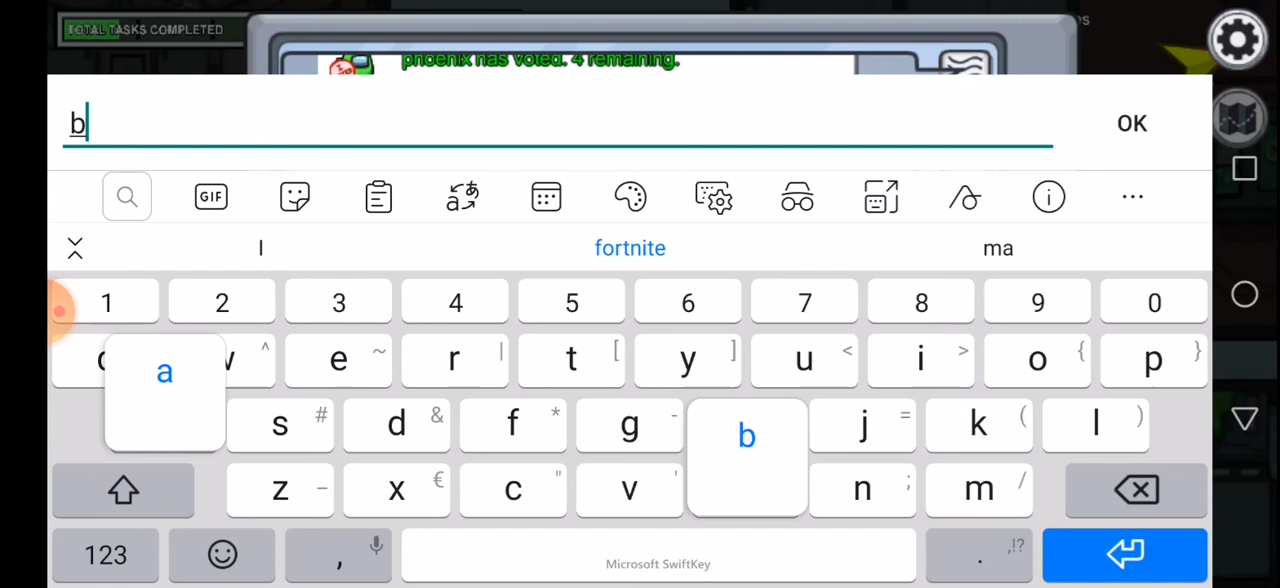 TOTAL TASKS COMPLETED
phoenix has voted. 4 remaining.
b
OK
GIF
I fortnite ma
1 2 3 4 5 6 7 8 9 0
e ~ r | t [ y ] u < i > o { p }
a
s # d & f * g - b j = k ( l )
z _ x € c " v ' n ; m /
123 , Microsoft SwiftKey . ,!?